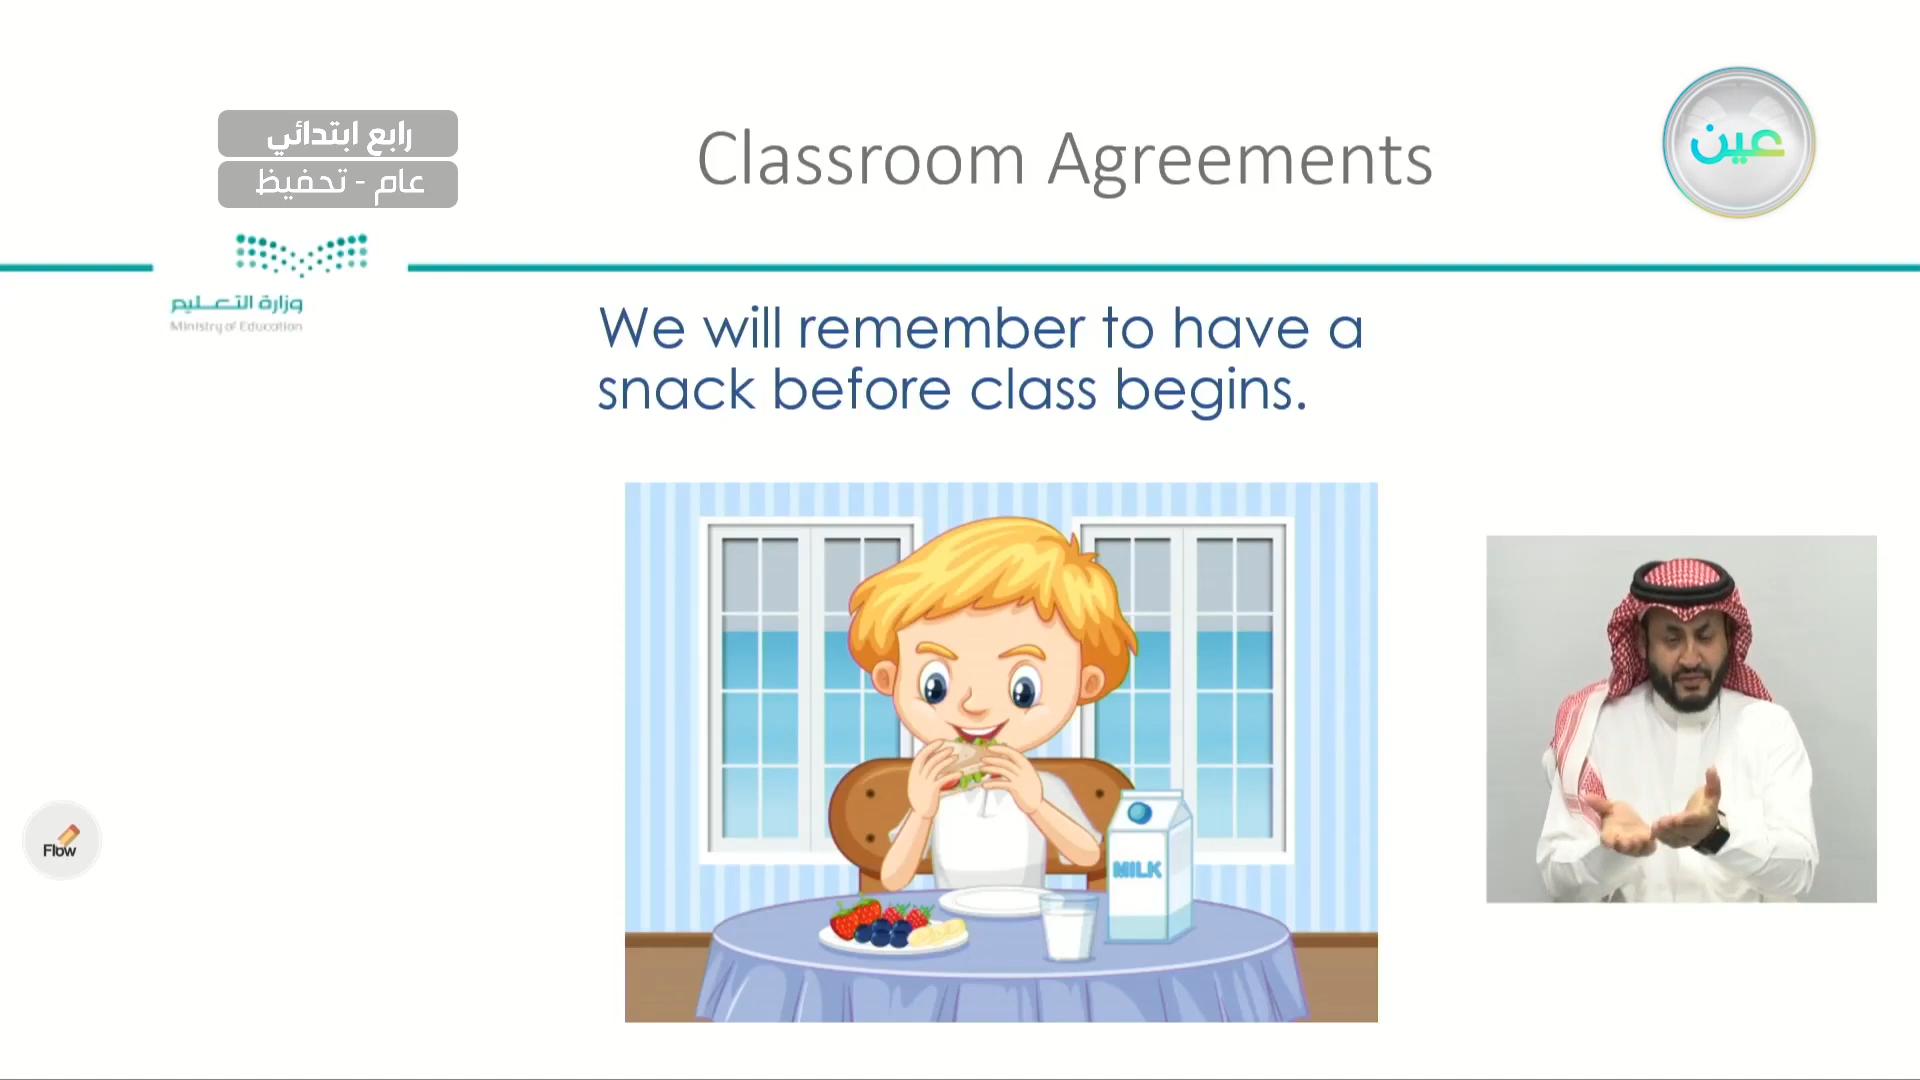 رابع ابتدائي
عام - تحفيظ
Classroom Agreements
عين
وزارة التعليم
Ministry of Education
We will remember to have a
snack before class begins.
MILK
Flow